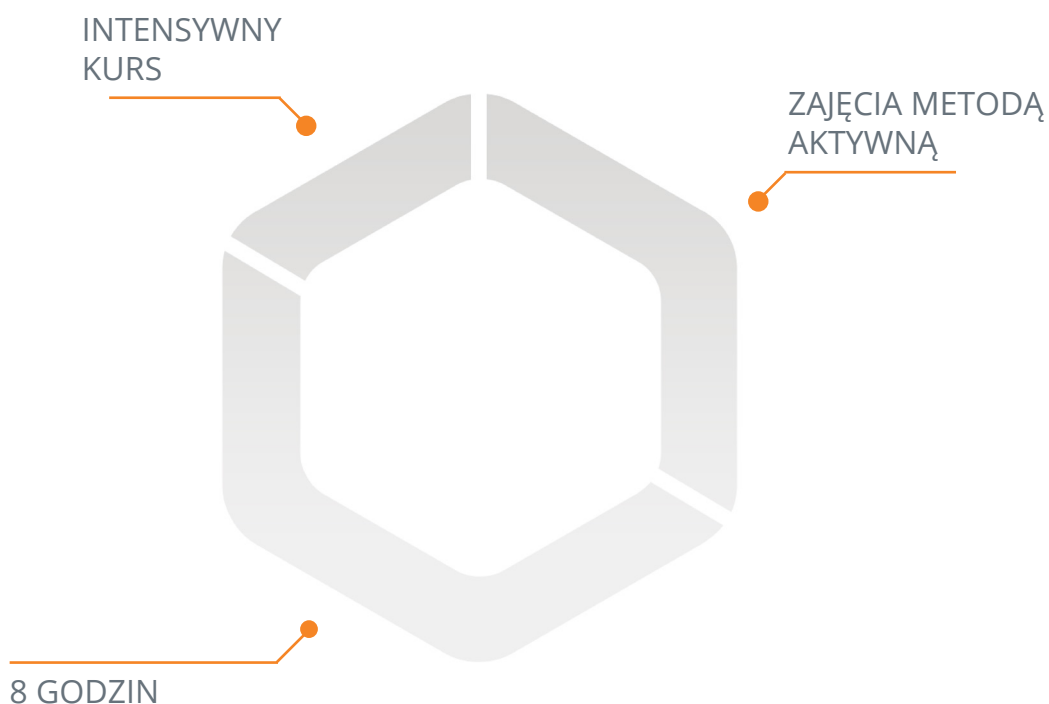 INTENSYWNY
KURS
ZAJĘCIA METODĄ
AKTYWNĄ
8 GODZIN